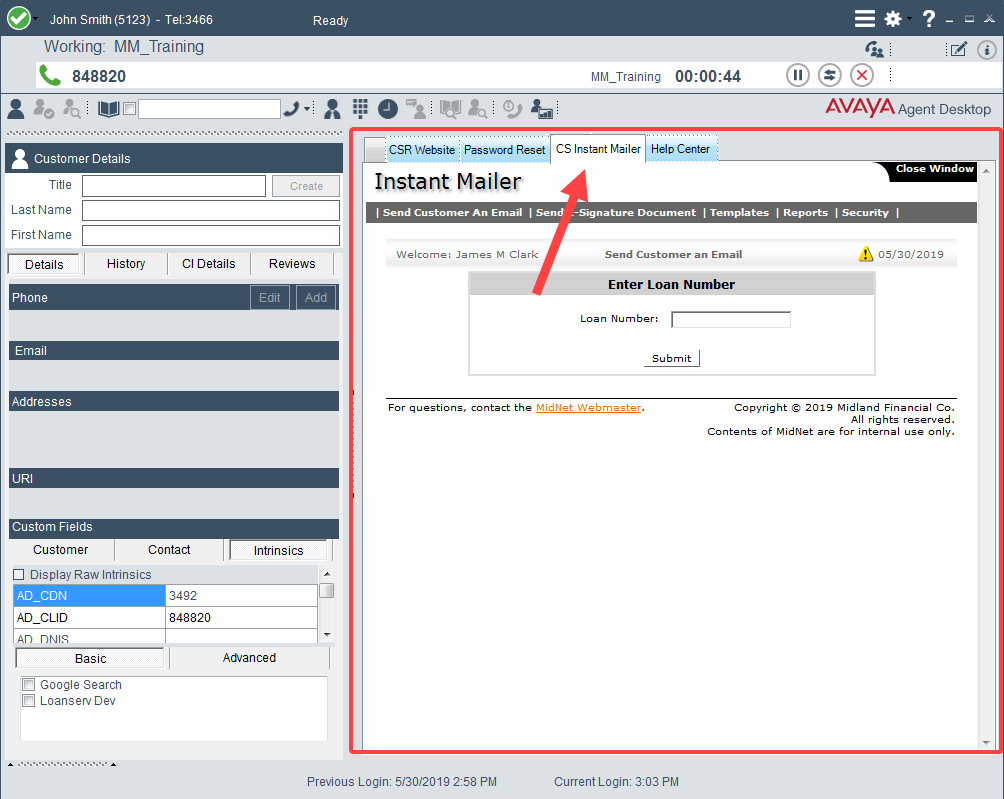 John Smith (5123) - Tel:3466
Ready
?
Working: MM_Training
848820
MM_Training 00:00:44
AVAYA Agent Desktop
Customer Details
Title
Create
Last Name
First Name
Details History CI Details Reviews
Phone Edit Add
Email
Addresses
URI
Custom Fields
Customer Contact Intrinsics
Display Raw Intrinsics
AD_CDN 3492
AD_CLID 848820
AD_DNIS
Basic Advanced
Google Search
Loanserv Dev
CSR Website Password Reset CS Instant Mailer Help Center
Instant Mailer
Close Window
| Send Customer An Email | Send E-Signature Document | Templates | Reports | Security |
Welcome: James M Clark Send Customer an Email 05/30/2019
Enter Loan Number
Loan Number:
Submit
For questions, contact the MidNet Webmaster.
Copyright © 2019 Midland Financial Co.
All rights reserved.
Contents of MidNet are for internal use only.
Previous Login: 5/30/2019 2:58 PM Current Login: 3:03 PM